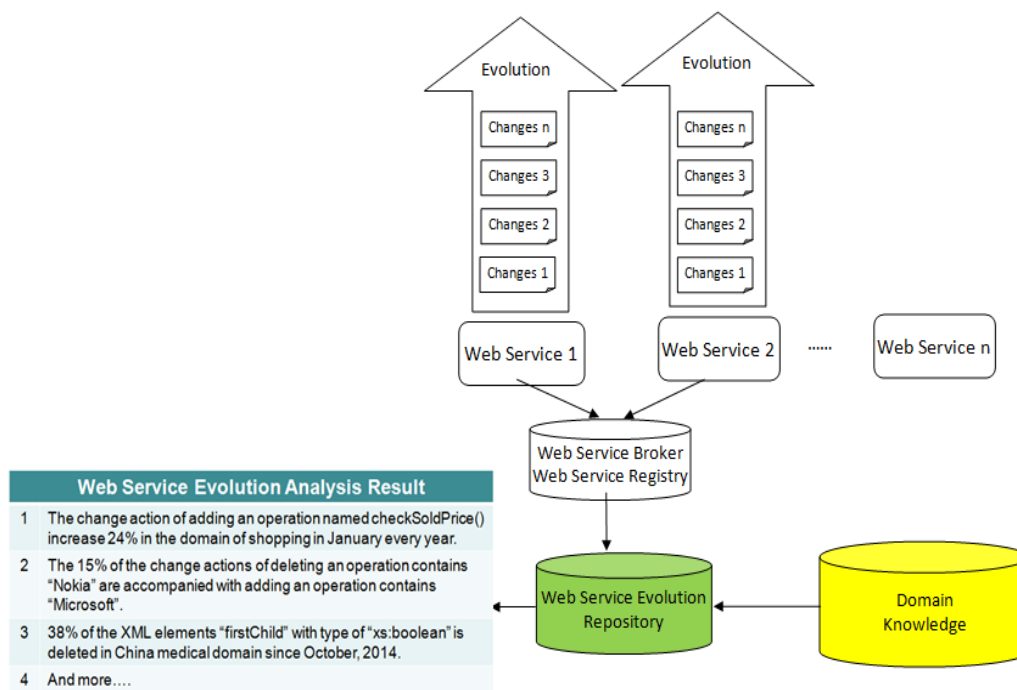 Evolution
Changes n
Changes 3
Changes 2
Changes 1
Evolution
Changes n
Changes 3
Changes 2
Changes 1
Web Service 1
Web Service 2
......
Web Service n
Web Service Broker
Web Service Registry
Web Service Evolution Analysis Result
1 The change action of adding an operation named checkSoldPrice()
increase 24% in the domain of shopping in January every year.
2 The 15% of the change actions of deleting an operation contains
“Nokia” are accompanied with adding an operation contains
“Microsoft”.
3 38% of the XML elements “firstChild” with type of “xs:boolean” is
deleted in China medical domain since October, 2014.
4 And more….
Web Service Evolution
Repository
Domain
Knowledge